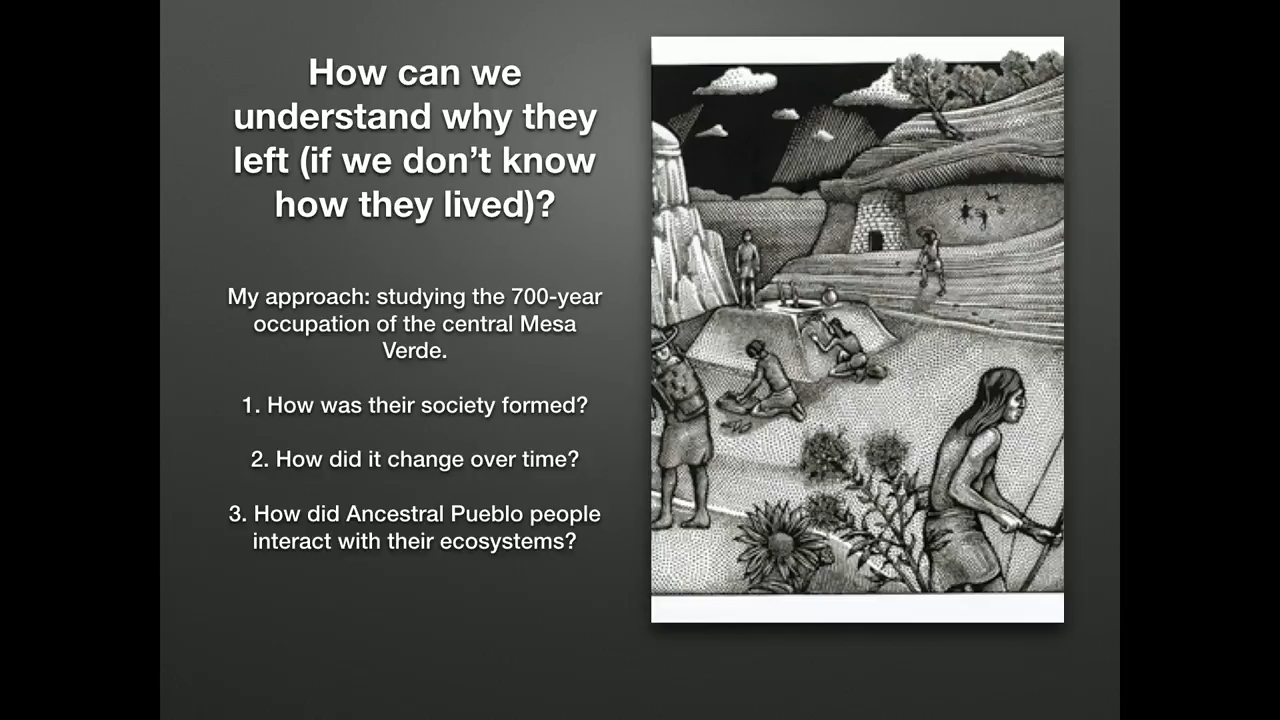 How can we
understand why they
left (if we don’t know
how they lived)?
My approach: studying the 700-year
occupation of the central Mesa
Verde.
1. How was their society formed?
2. How did it change over time?
3. How did Ancestral Pueblo people
interact with their ecosystems?